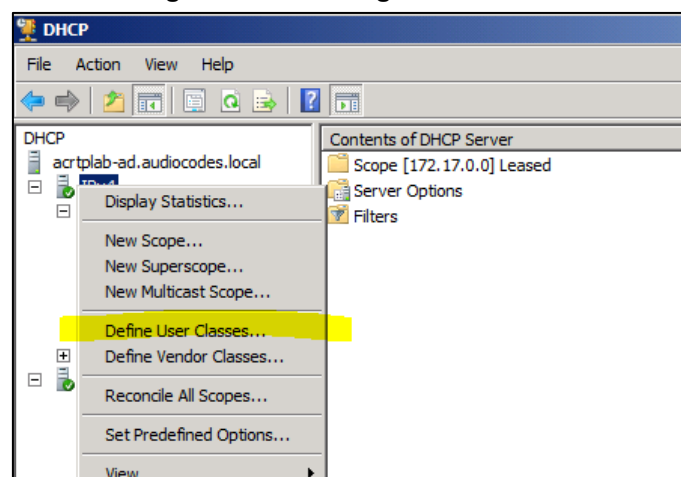 DHCP
File Action View Help
DHCP
acrtplab-ad.audiocodes.local
Display Statistics...
New Scope...
New Superscope...
New Multicast Scope...
Define User Classes...
Define Vendor Classes...
Reconcile All Scopes...
Set Predefined Options...
View
Contents of DHCP Server
Scope [172.17.0.0] Leased
Server Options
Filters